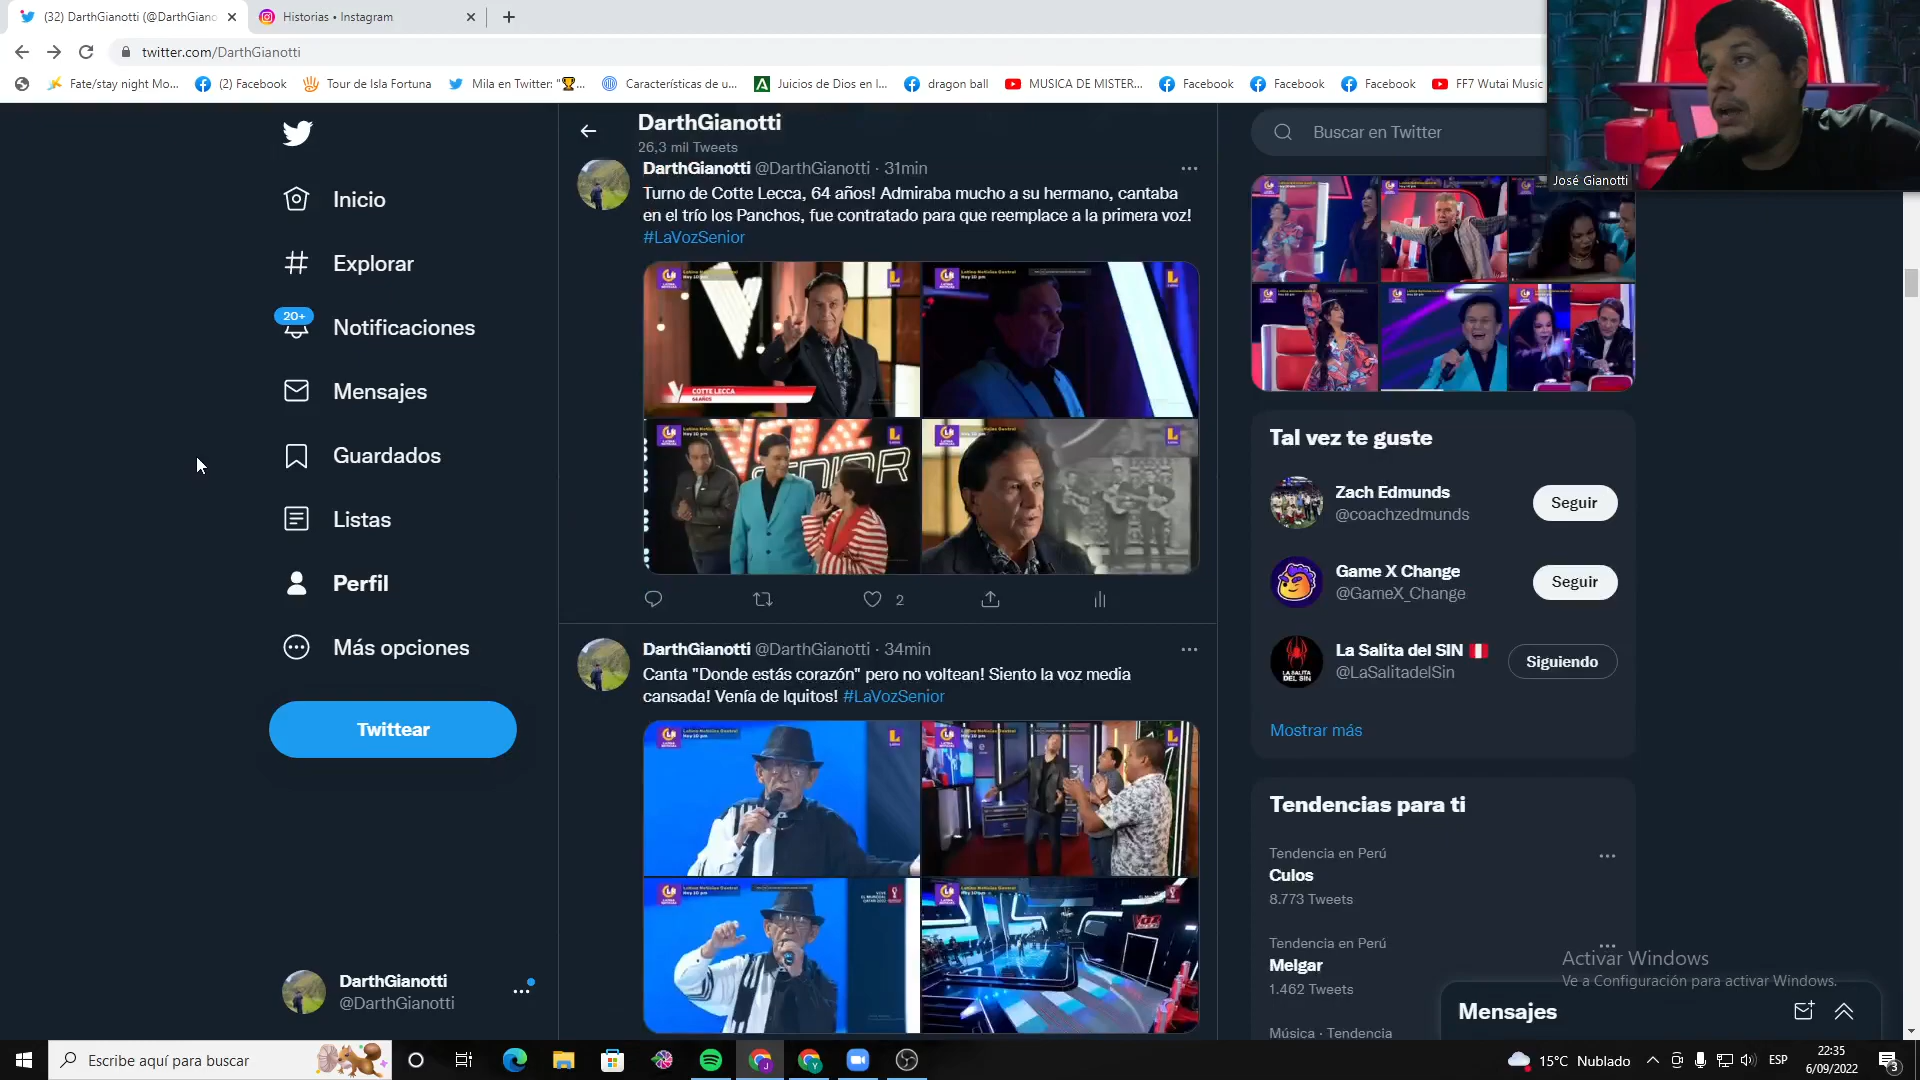 (32) DarthGianotti (@DarthGiano
Historias • Instagram
twitter.com/DarthGianotti
Fate/stay night Mo...
(2) Facebook
Tour de Isla Fortuna
Mila en Twitter: "🏆...
Características de u...
Juicios de Dios en l...
dragon ball
MUSICA DE MISTER...
Facebook
Facebook
Facebook
FF7 Wutai Music
José Gianotti
Inicio
Explorar
20+
Notificaciones
Mensajes
Guardados
Listas
Perfil
Más opciones
Twittear
DarthGianotti
@DarthGianotti
DarthGianotti
26,3 mil Tweets
DarthGianotti @DarthGianotti · 31min
Turno de Cotte Lecca, 64 años! Admiraba mucho a su hermano, cantaba
en el trío los Panchos, fue contratado para que reemplace a la primera voz!
#LaVozSenior
COTTE LECCA
64 AÑOS
2
DarthGianotti @DarthGianotti · 34min
Canta "Donde estás corazón" pero no voltean! Siento la voz media
cansada! Venía de Iquitos! #LaVozSenior
Buscar en Twitter
Tal vez te guste
Zach Edmunds
@coachzedmunds
Seguir
Game X Change
@GameX_Change
Seguir
La Salita del SIN 🇵🇪
@LaSalitadelSin
Siguiendo
Mostrar más
Tendencias para ti
Tendencia en Perú
Culos
8.773 Tweets
Tendencia en Perú
Melgar
1.462 Tweets
Música · Tendencia
Activar Windows
Ve a Configuración para activar Windows.
Mensajes
Escribe aquí para buscar
15°C Nublado
ESP
22:35
6/09/2022
3